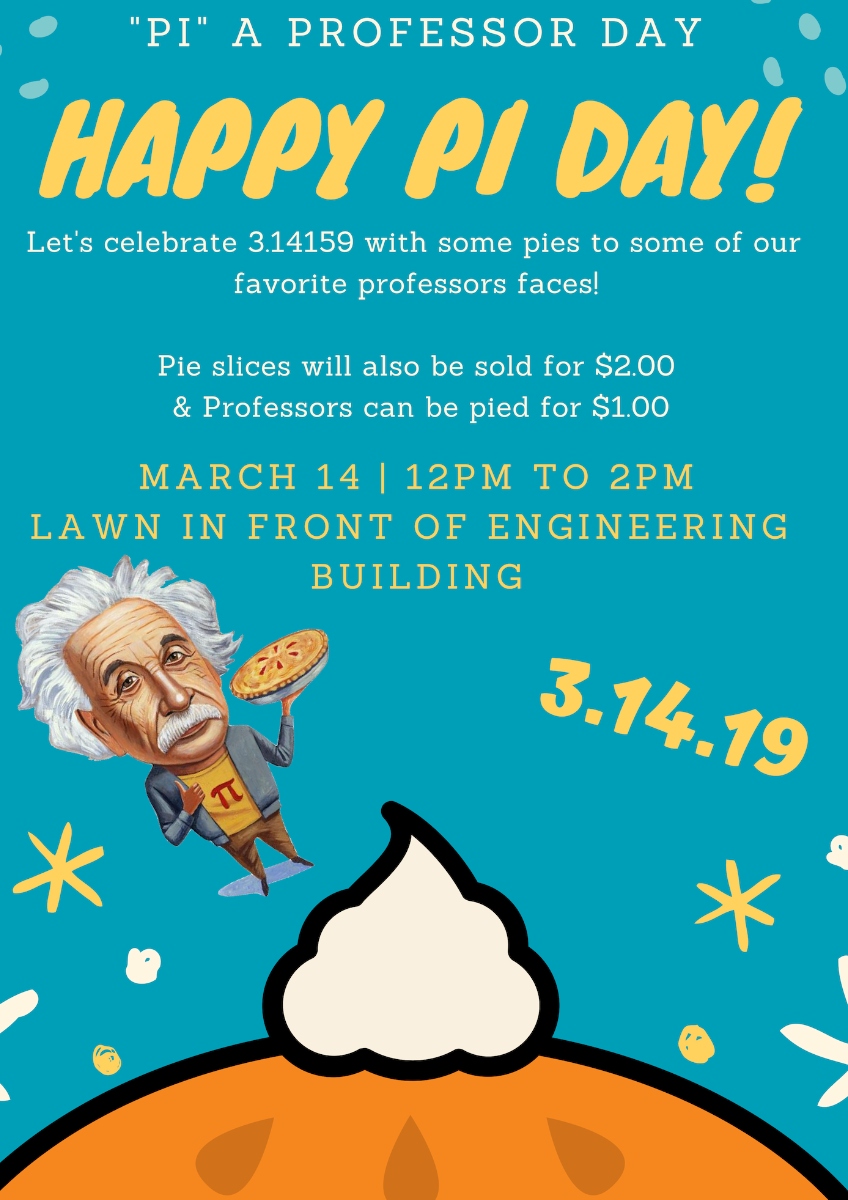 "PI" A PROFESSOR DAY
HAPPY PI DAY!
Let's celebrate 3.14159 with some pies to some of our
favorite professors faces!
Pie slices will also be sold for $2.00
& Professors can be pied for $1.00
MARCH 14 | 12PM TO 2PM
LAWN IN FRONT OF ENGINEERING
BUILDING
3.14.19
π